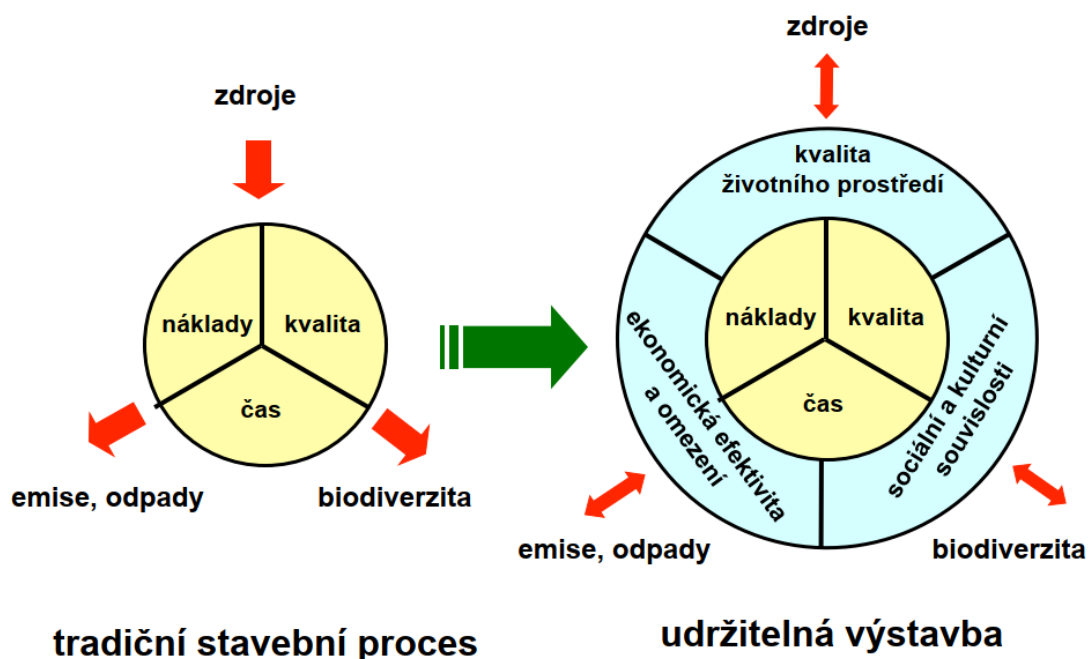 zdroje
náklady
kvalita
čas
emise, odpady
biodiverzita
tradiční stavební proces
zdroje
kvalita
životního prostředí
náklady
kvalita
čas
ekonomická efektivita
a omezení
sociální a kulturní
souvislosti
emise, odpady
biodiverzita
udržitelná výstavba